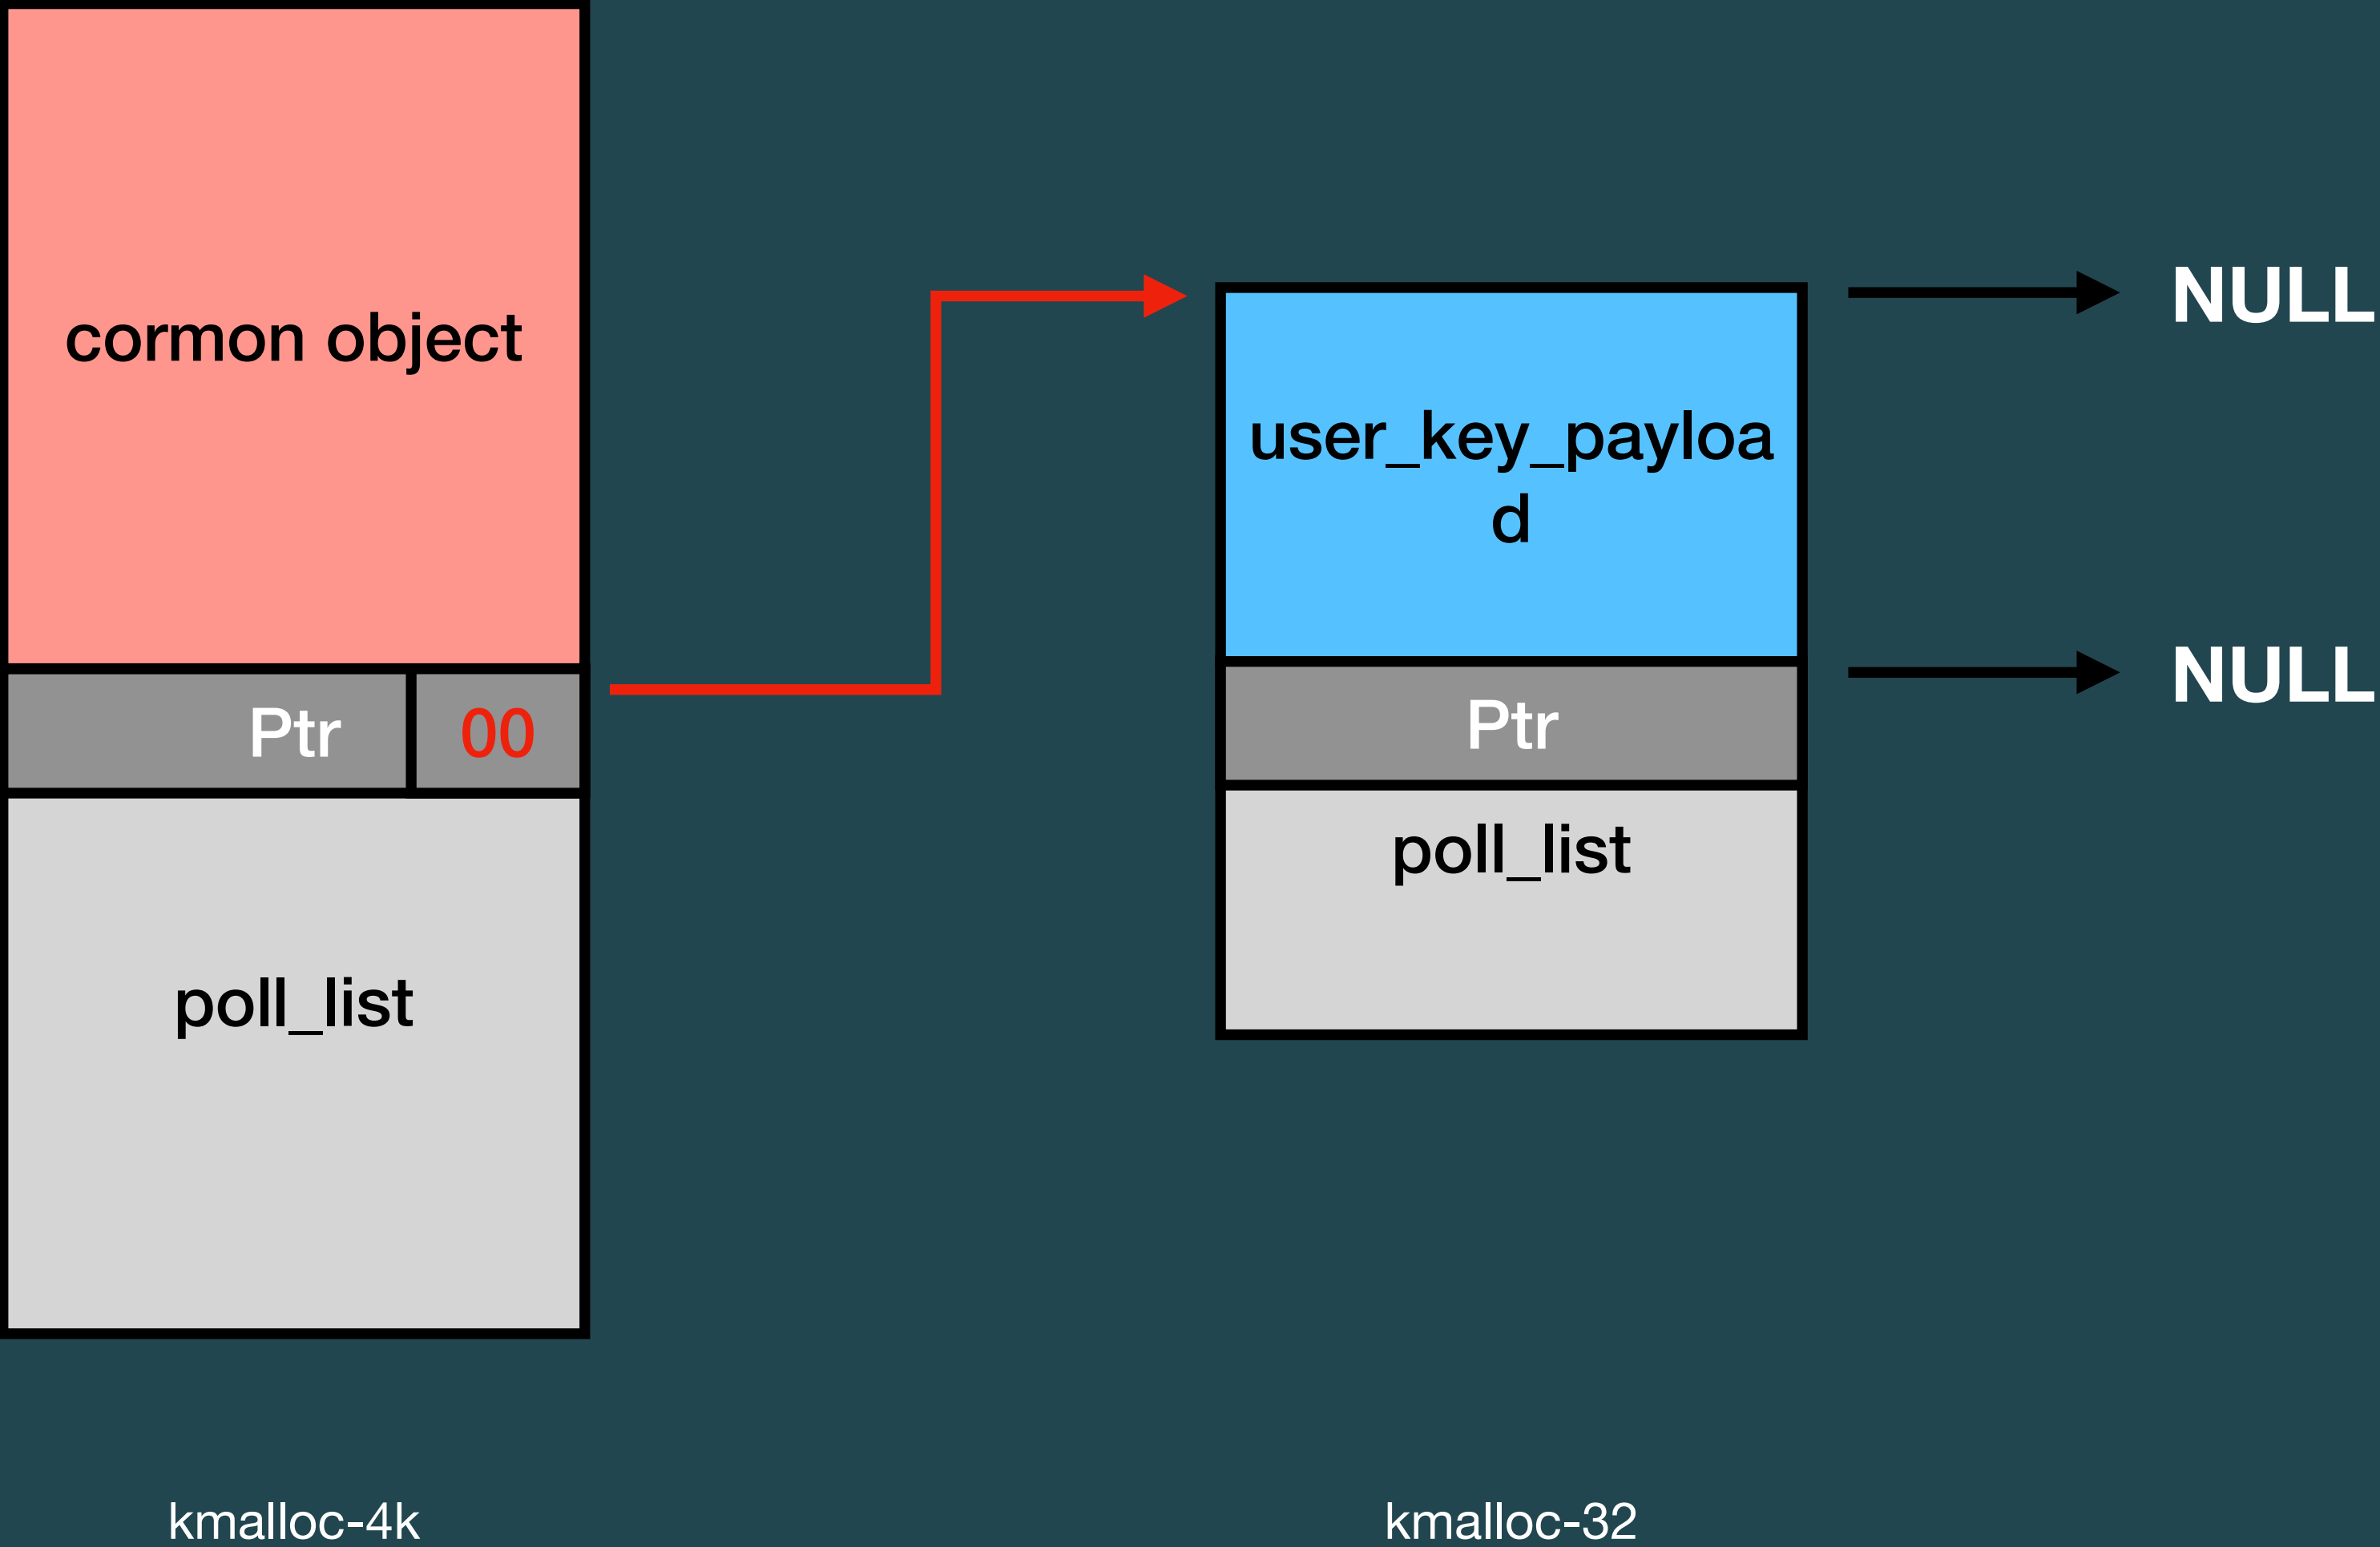 cormon object
Ptr
00
poll_list
kmalloc-4k
user_key_payloa
d
Ptr
poll_list
kmalloc-32
NULL
NULL